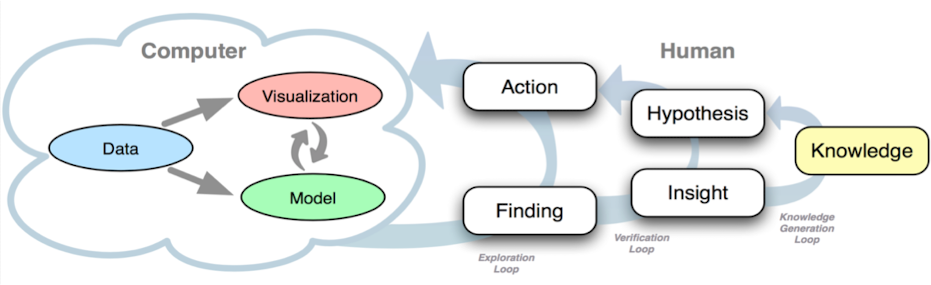 Computer
Human
Visualization
Action
Hypothesis
Data
Knowledge
Model
Finding
Insight
Exploration
Loop
Verification
Loop
Knowledge
Generation
Loop